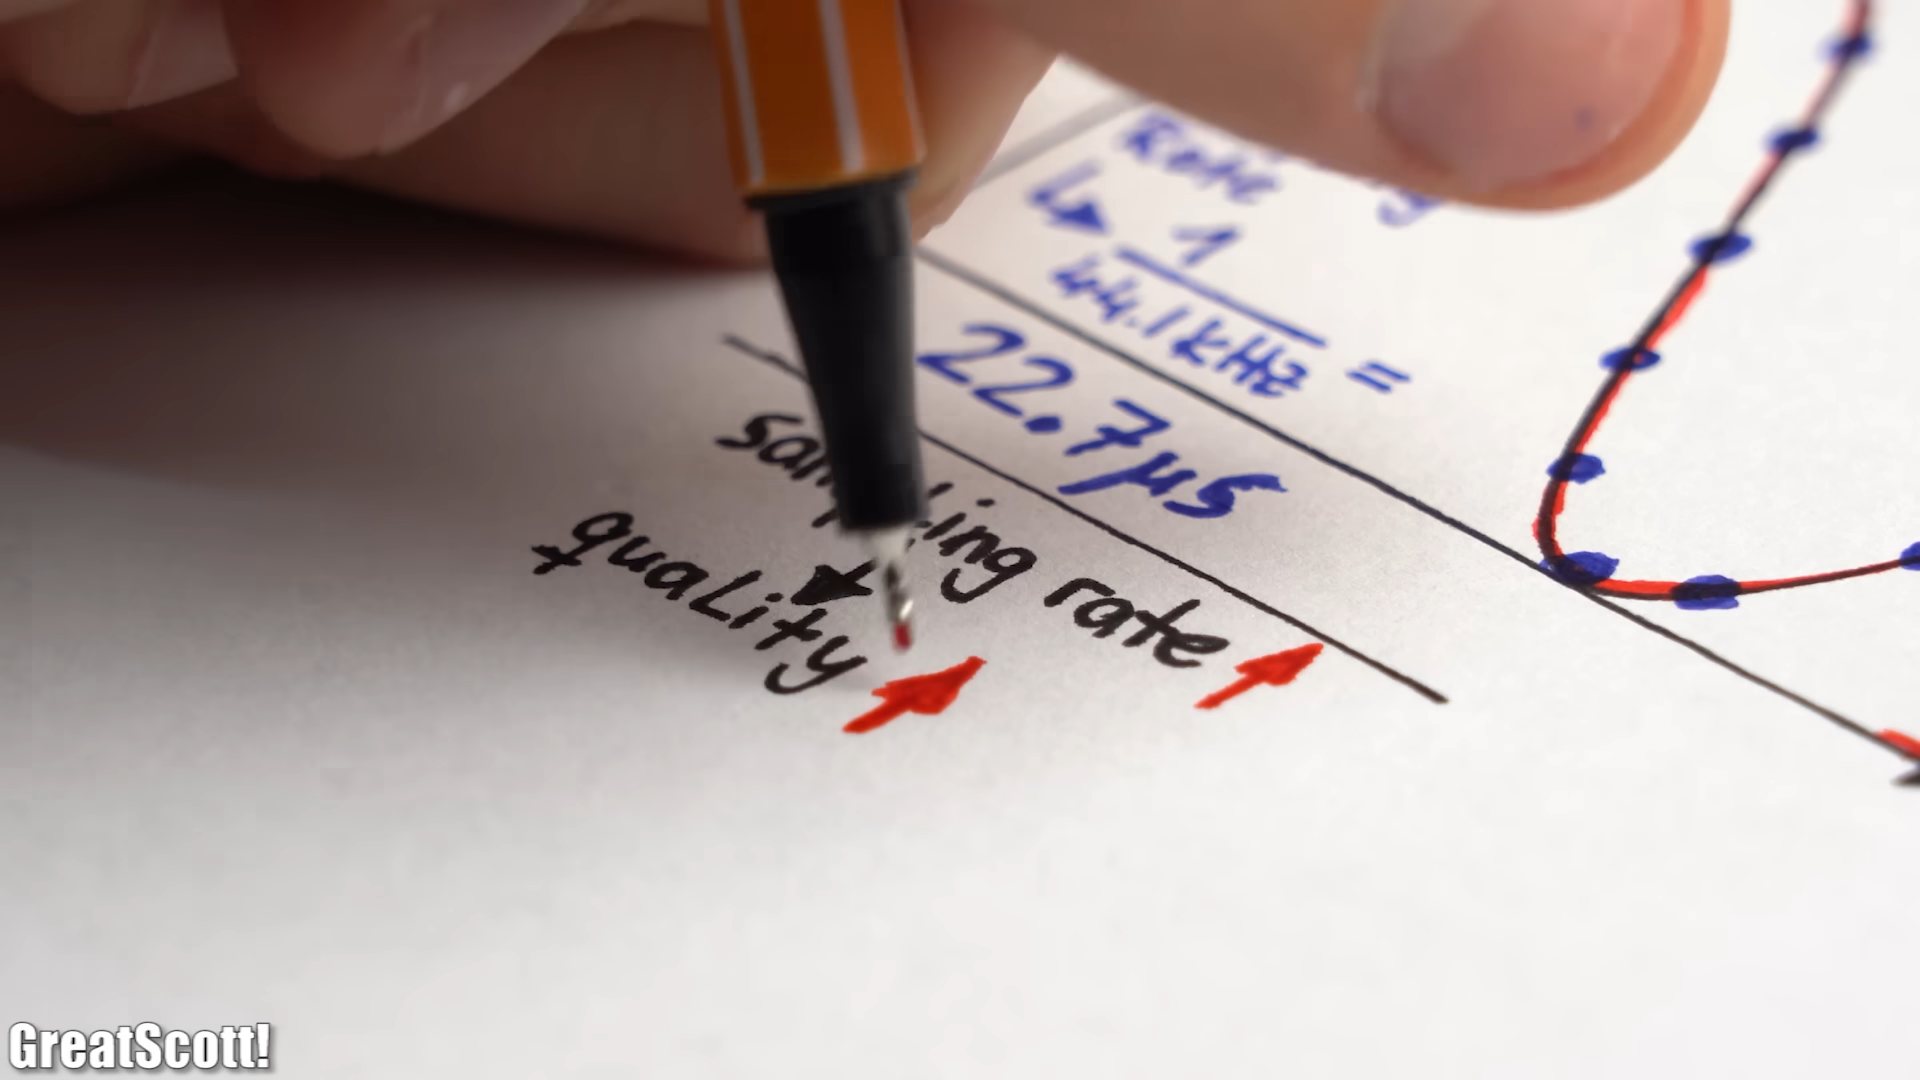 Rate
1
44.1kHz =
22.7µs
sampling rate
quality
GreatScott!